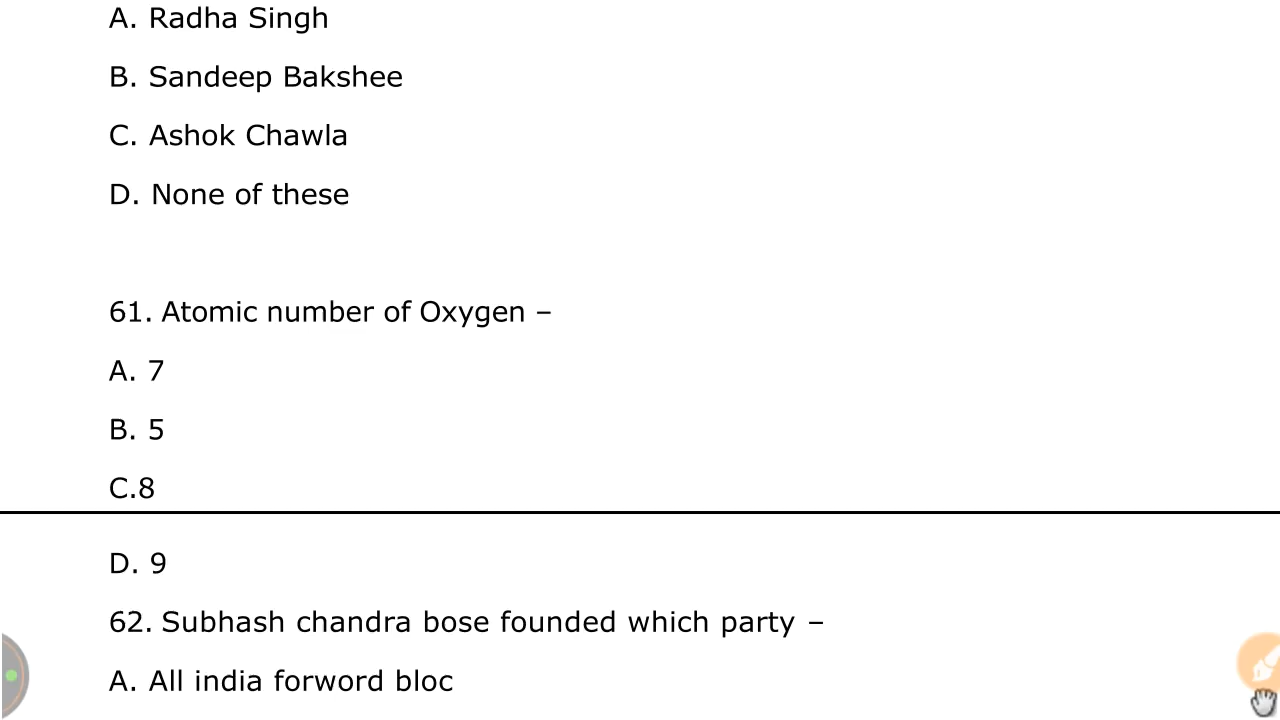 A. Radha Singh
B. Sandeep Bakshee
C. Ashok Chawla
D. None of these
61. Atomic number of Oxygen –
A. 7
B. 5
C.8
D. 9
62. Subhash chandra bose founded which party –
A. All india forword bloc